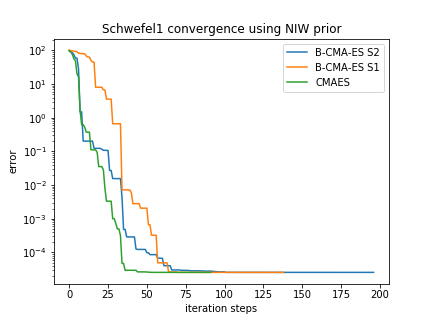 Schwefel1 convergence using NIW prior
B-CMA-ES S2
B-CMA-ES S1
CMAES
10²
10¹
10⁰
10⁻¹
10⁻²
10⁻³
10⁻⁴
error
0 25 50 75 100 125 150 175 200
iteration steps